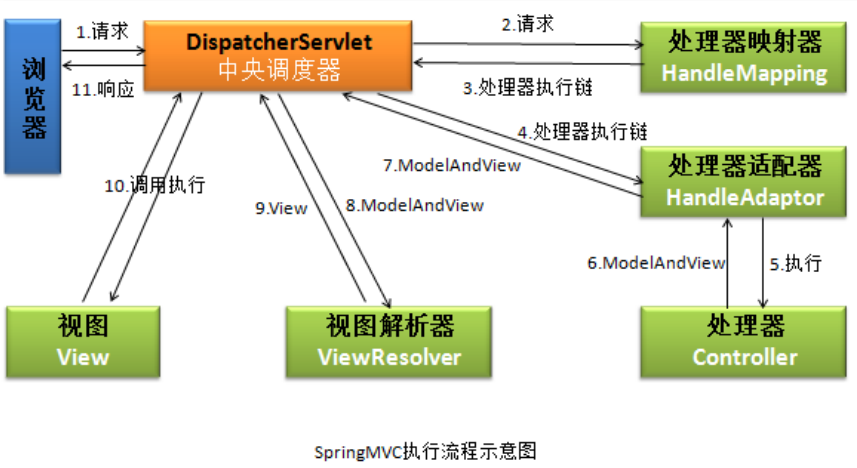 1.请求
DispatcherServlet
中央调度器
2.请求
处理器映射器
HandleMapping
浏览器
11.响应
3.处理器执行链
4.处理器执行链
7.ModelAndView
处理器适配器
HandleAdaptor
10.调用执行
9.View
8.ModelAndView
6.ModelAndView
5.执行
视图
View
视图解析器
ViewResolver
处理器
Controller
SpringMVC执行流程示意图